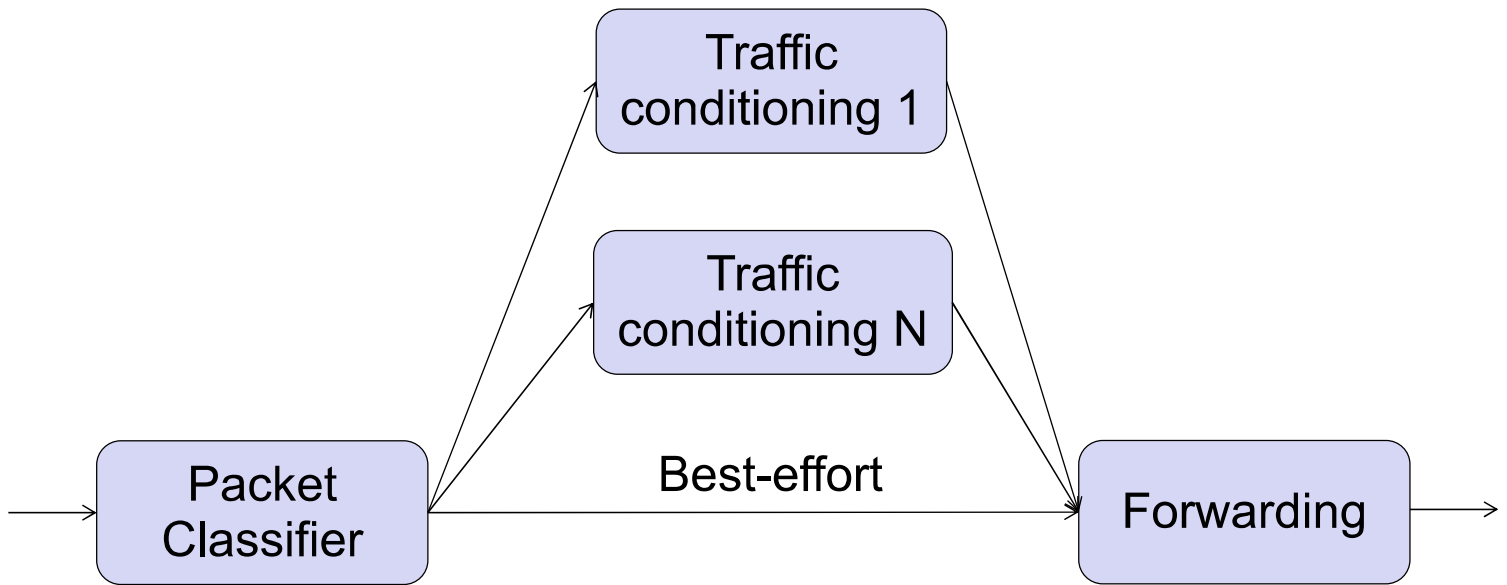 Traffic
conditioning 1
Traffic
conditioning N
Best-effort
Packet
Classifier
Forwarding